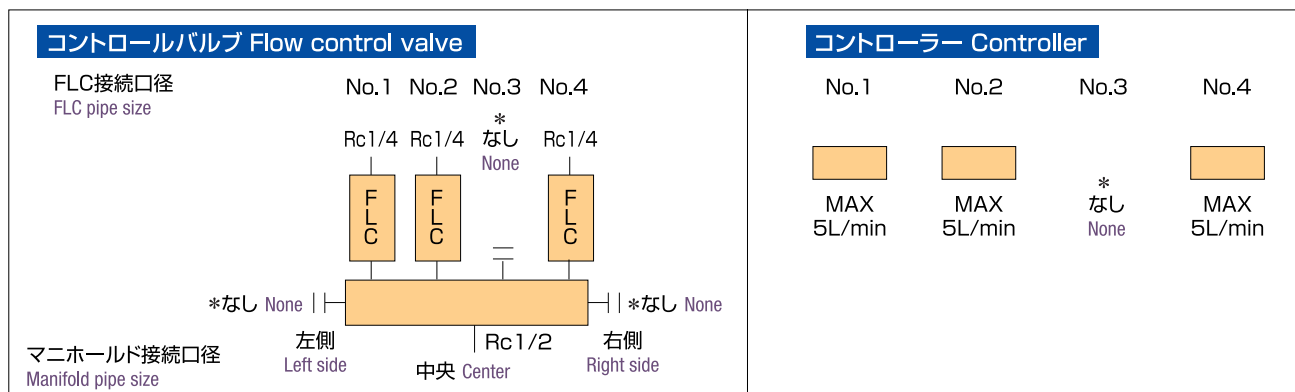 コントロールバルブ Flow control valve
FLC接続口径
FLC pipe size
No.1 No.2 No.3 No.4
Rc1/4 Rc1/4 *なし None Rc1/4
FLC FLC FLC
*なし None
*なし None
左側
Left side
Rc1/2
中央 Center
右側
Right side
マニホールド接続口径
Manifold pipe size
コントローラー Controller
No.1 No.2 No.3 No.4
MAX 5L/min
MAX 5L/min
*
なし
None
MAX 5L/min